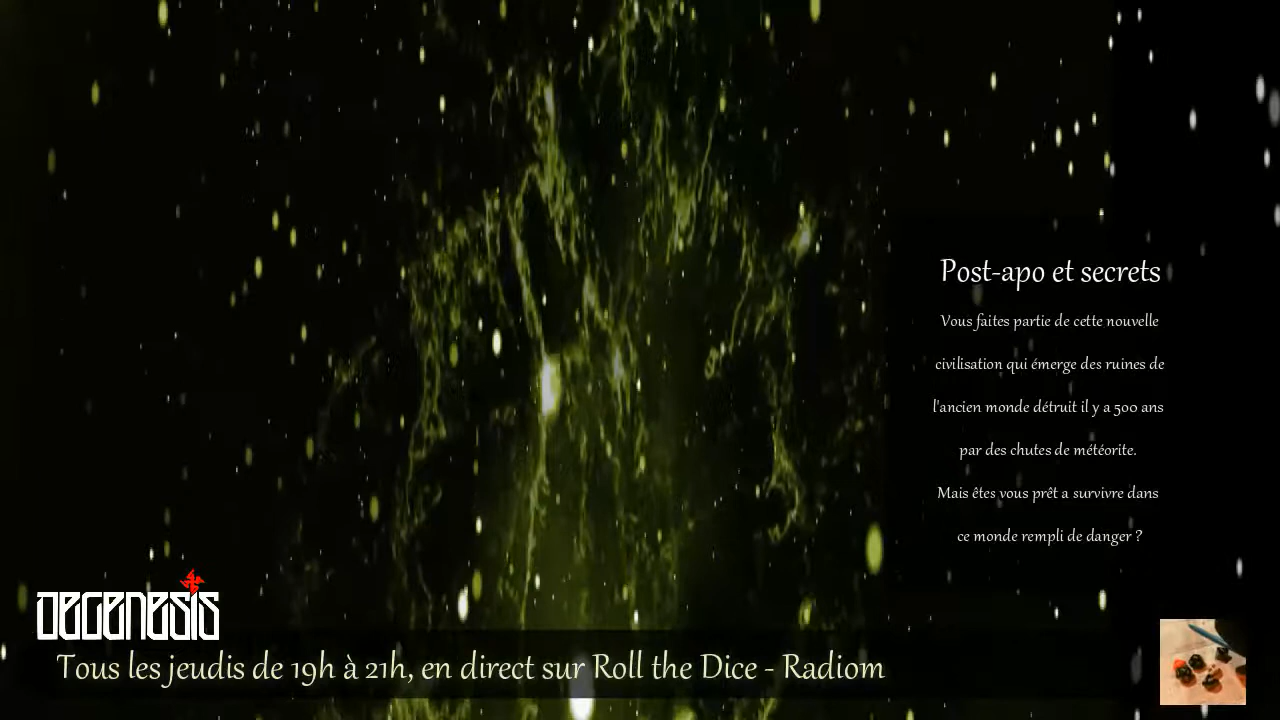 Post-apo et secrets
Vous faites partie de cette nouvelle
civilisation qui émerge des ruines de
l'ancien monde détruit il y a 500 ans
par des chutes de météorite.
Mais êtes vous prêt a survivre dans
ce monde rempli de danger ?
DEGENESIS
Tous les jeudis de 19h à 21h, en direct sur Roll the Dice - Radiom